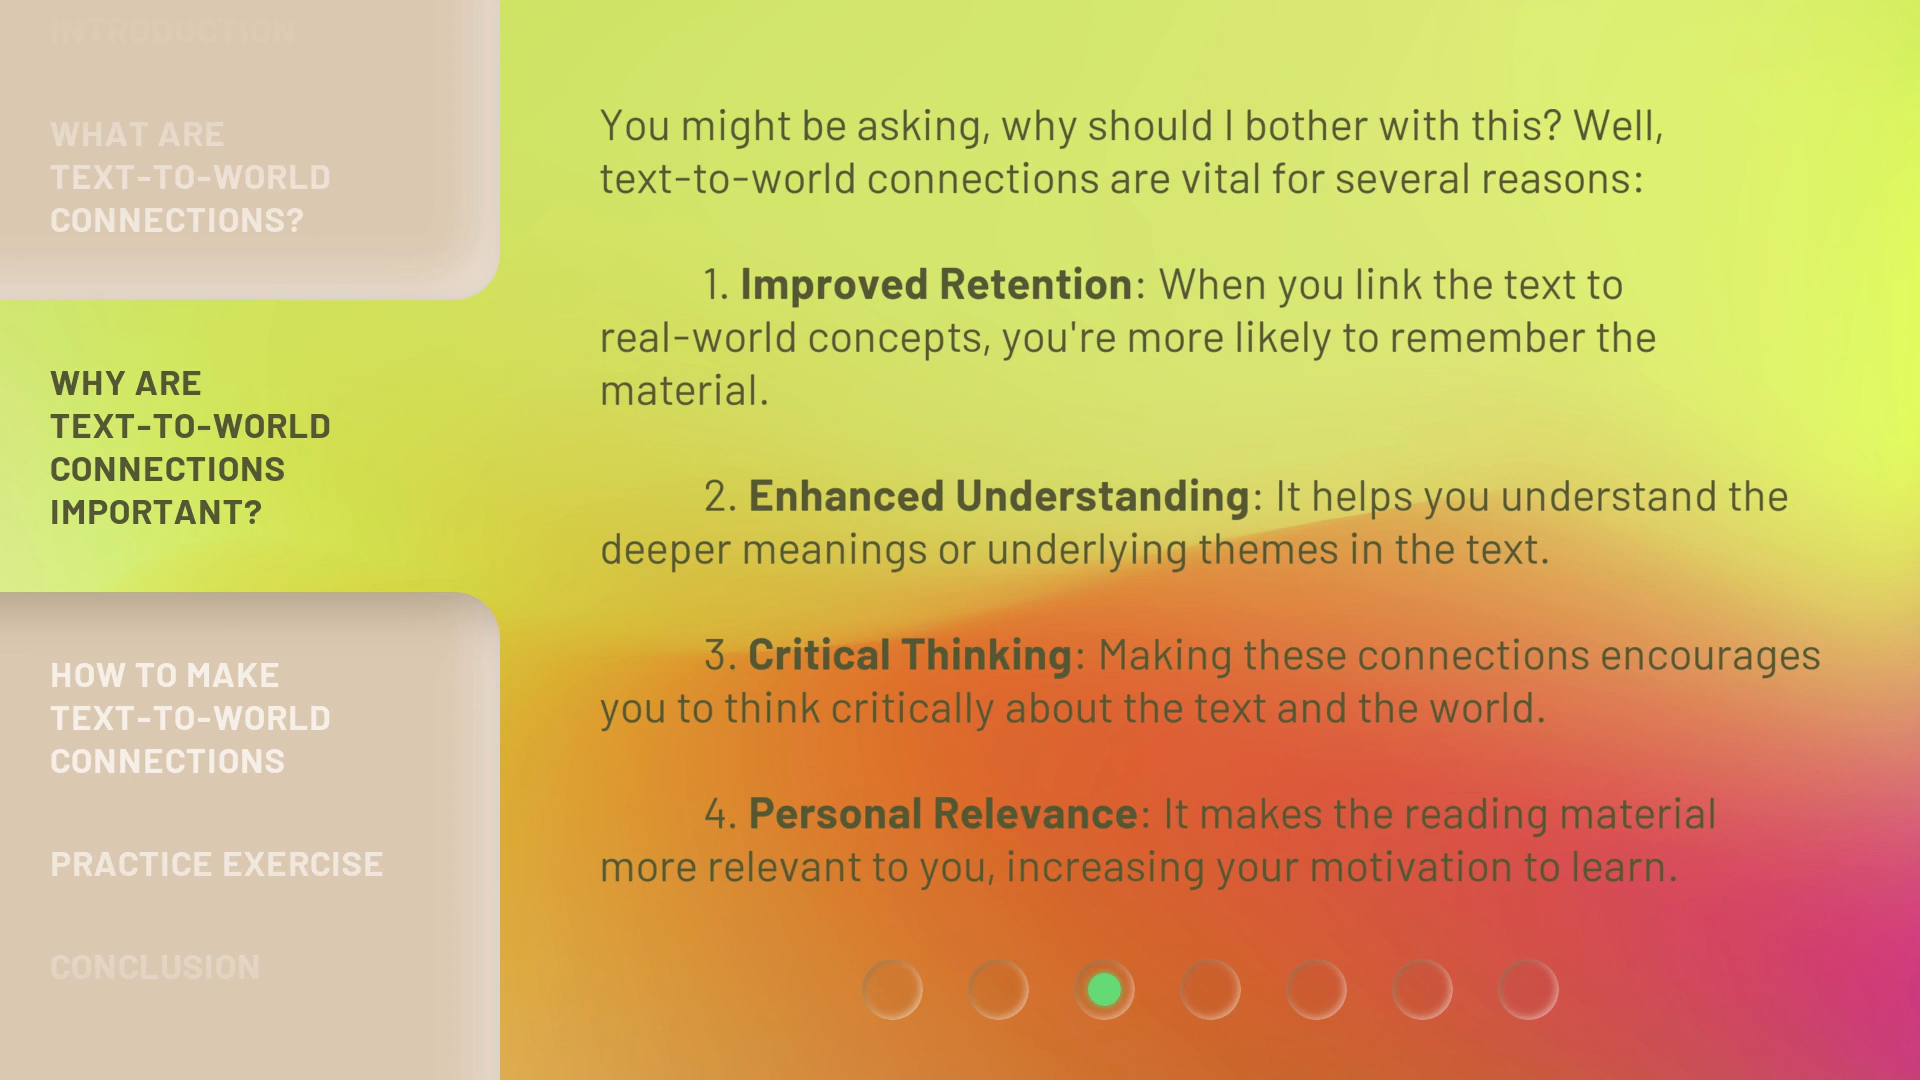 INTRODUCTION
WHAT ARE
TEXT-TO-WORLD
CONNECTIONS?
WHY ARE
TEXT-TO-WORLD
CONNECTIONS
IMPORTANT?
HOW TO MAKE
TEXT-TO-WORLD
CONNECTIONS
PRACTICE EXERCISE
CONCLUSION
You might be asking, why should I bother with this? Well,
text-to-world connections are vital for several reasons:
1. Improved Retention: When you link the text to
real-world concepts, you're more likely to remember the
material.
2. Enhanced Understanding: It helps you understand the
deeper meanings or underlying themes in the text.
3. Critical Thinking: Making these connections encourages
you to think critically about the text and the world.
4. Personal Relevance: It makes the reading material
more relevant to you, increasing your motivation to learn.